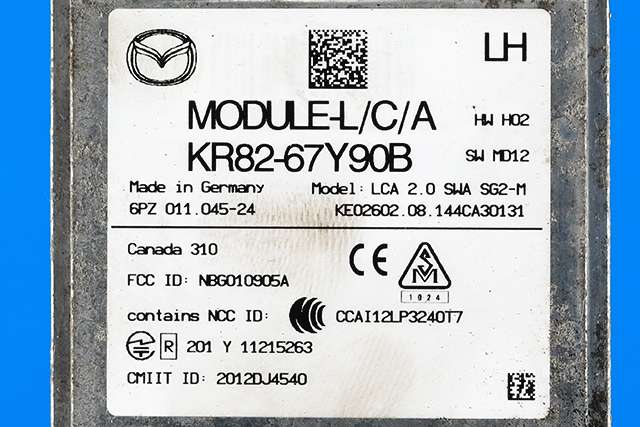 LH
MODULE-L/C/A HW H02
KR82-67Y90B SW MD12
Made in Germany Model: LCA 2.0 SWA SG2-M
6PZ 011.045-24 KE02602.08.144CA30131
Canada 310
CE
SM
1024
FCC ID: NBG010905A
contains NCC ID: CCAI12LP3240T7
R 201 Y 11215263
CMIIT ID: 2012DJ4540